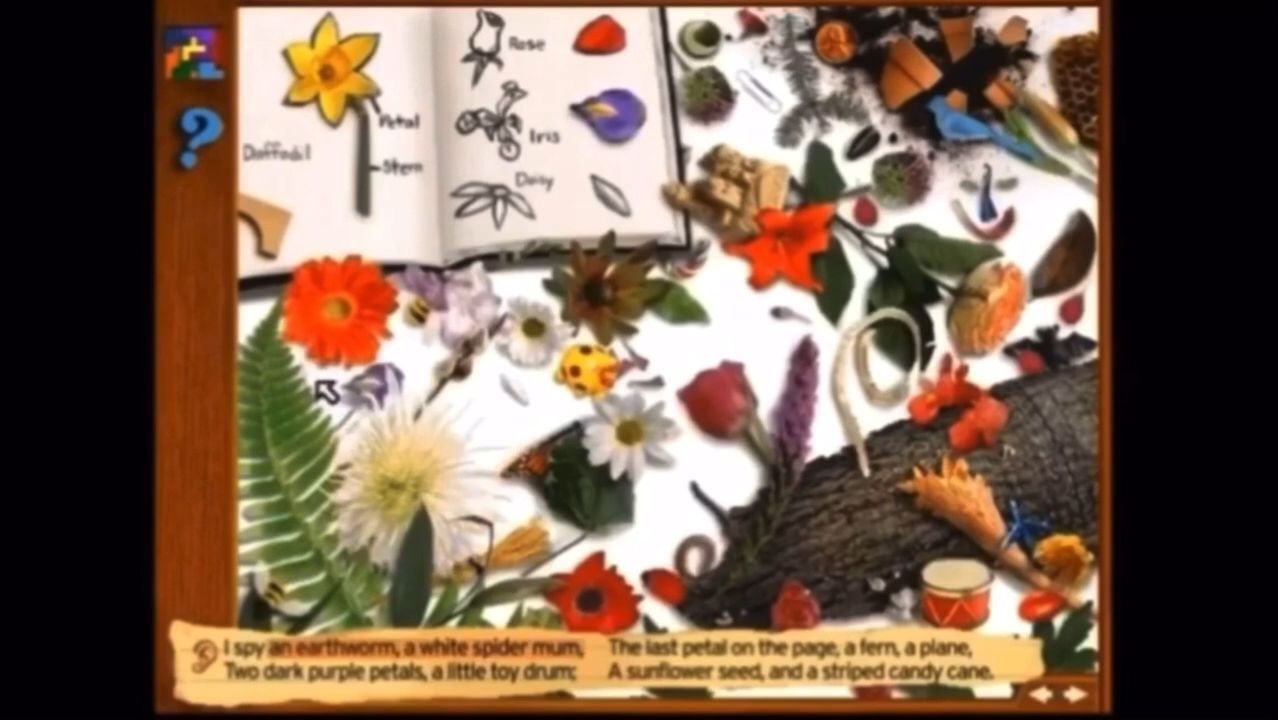 Rose
Petal
Iris
Daffodil
Stem
Daisy
I spy an earthworm, a white spider mum,
Two dark purple petals, a little toy drum;
The last petal on the page, a fern, a plane,
A sunflower seed, and a striped candy cane.